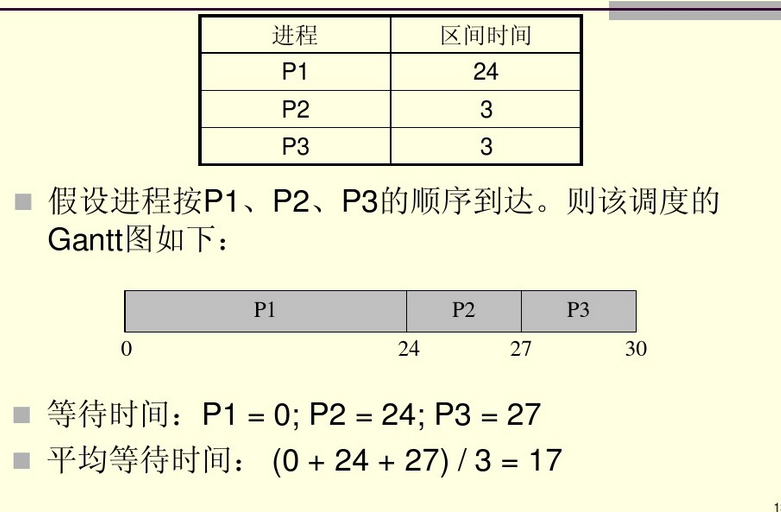 进程 区间时间
P1 24
P2 3
P3 3
假设进程按P1、P2、P3的顺序到达。则该调度的
Gantt图如下：
P1 P2 P3
0 24 27 30
等待时间：P1 = 0; P2 = 24; P3 = 27
平均等待时间： (0 + 24 + 27) / 3 = 17